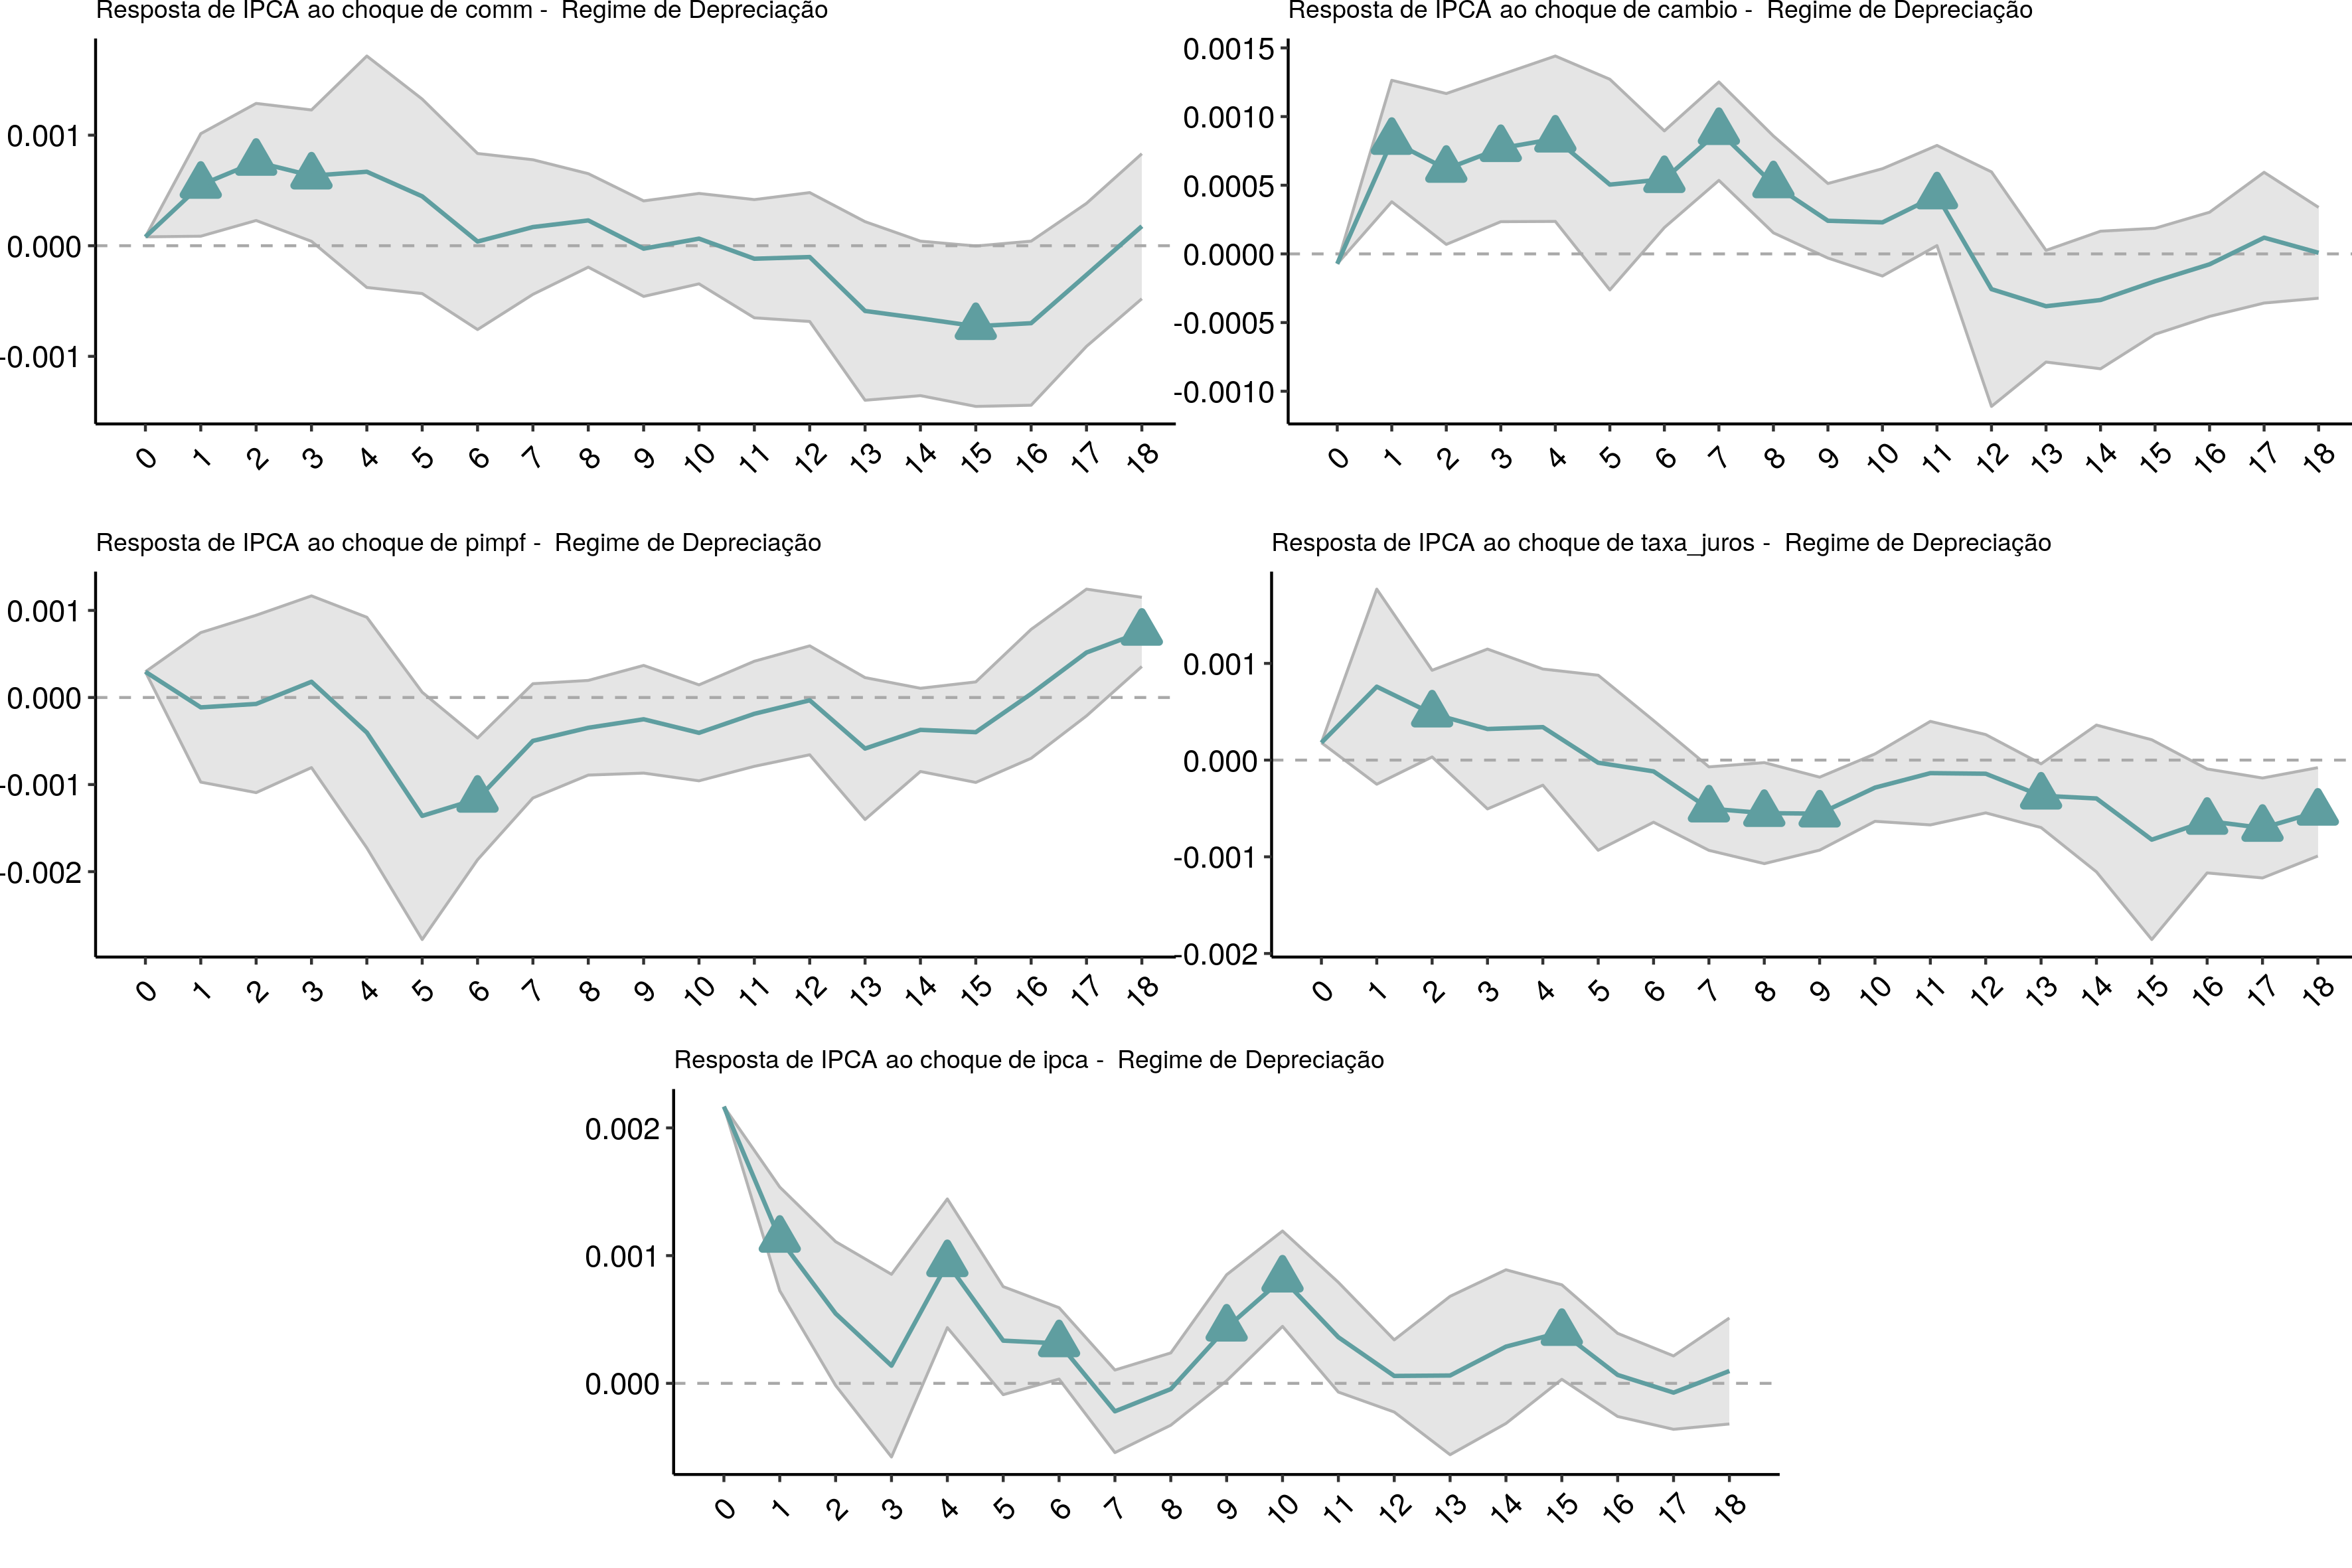 Resposta de IPCA ao choque de comm -  Regime de Depreciação
0.001
0.000
-0.001
0 1 2 3 4 5 6 7 8 9 10 11 12 13 14 15 16 17 18
Resposta de IPCA ao choque de cambio -  Regime de Depreciação
0.0015
0.0010
0.0005
0.0000
-0.0005
-0.0010
0 1 2 3 4 5 6 7 8 9 10 11 12 13 14 15 16 17 18
Resposta de IPCA ao choque de pimpf -  Regime de Depreciação
0.001
0.000
-0.001
-0.002
0 1 2 3 4 5 6 7 8 9 10 11 12 13 14 15 16 17 18
Resposta de IPCA ao choque de taxa_juros -  Regime de Depreciação
0.001
0.000
-0.001
-0.002
0 1 2 3 4 5 6 7 8 9 10 11 12 13 14 15 16 17 18
Resposta de IPCA ao choque de ipca -  Regime de Depreciação
0.002
0.001
0.000
0 1 2 3 4 5 6 7 8 9 10 11 12 13 14 15 16 17 18